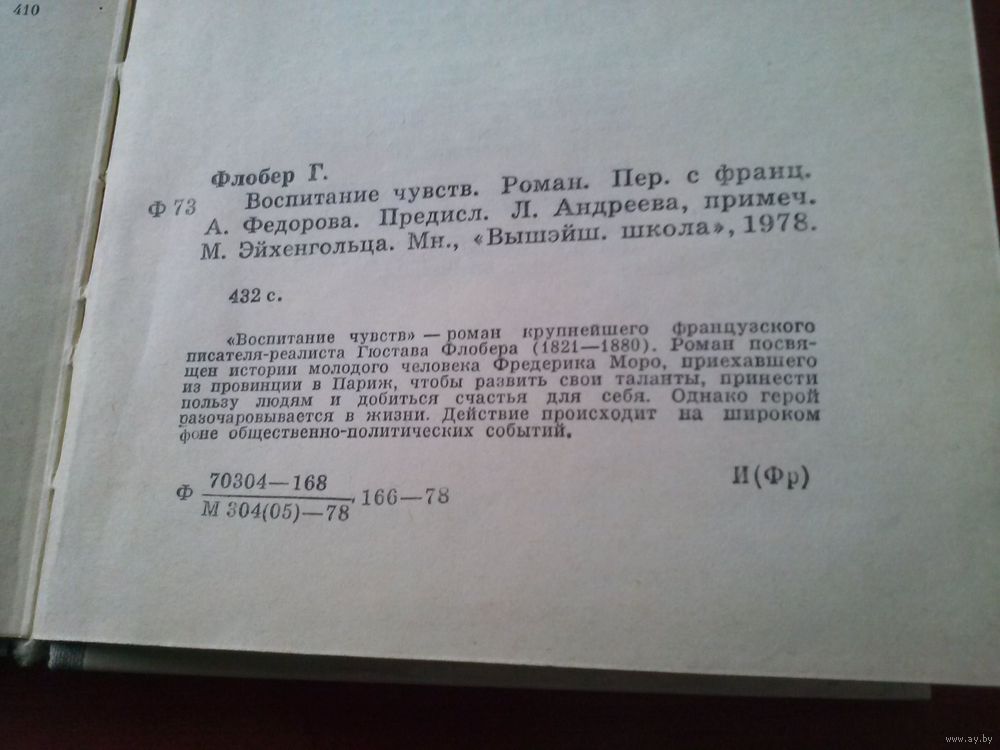 410
Флобер Г.
Ф 73 Воспитание чувств. Роман. Пер. с франц.
А. Федорова. Предисл. Л. Андреева, примеч.
М. Эйхенгольца. Мн., «Вышэйш. школа», 1978.
432 с.
«Воспитание чувств» — роман крупнейшего французского
писателя-реалиста Гюстава Флобера (1821—1880). Роман посвя-
щен истории молодого человека Фредерика Моро, приехавшего
из провинции в Париж, чтобы развить свои таланты, принести
пользу людям и добиться счастья для себя. Однако герой
разочаровывается в жизни. Действие происходит на широком
фоне общественно-политических событий.
Ф 70304—168
М 304(05)—78 , 166—78
И(Фр)
www.ay.by